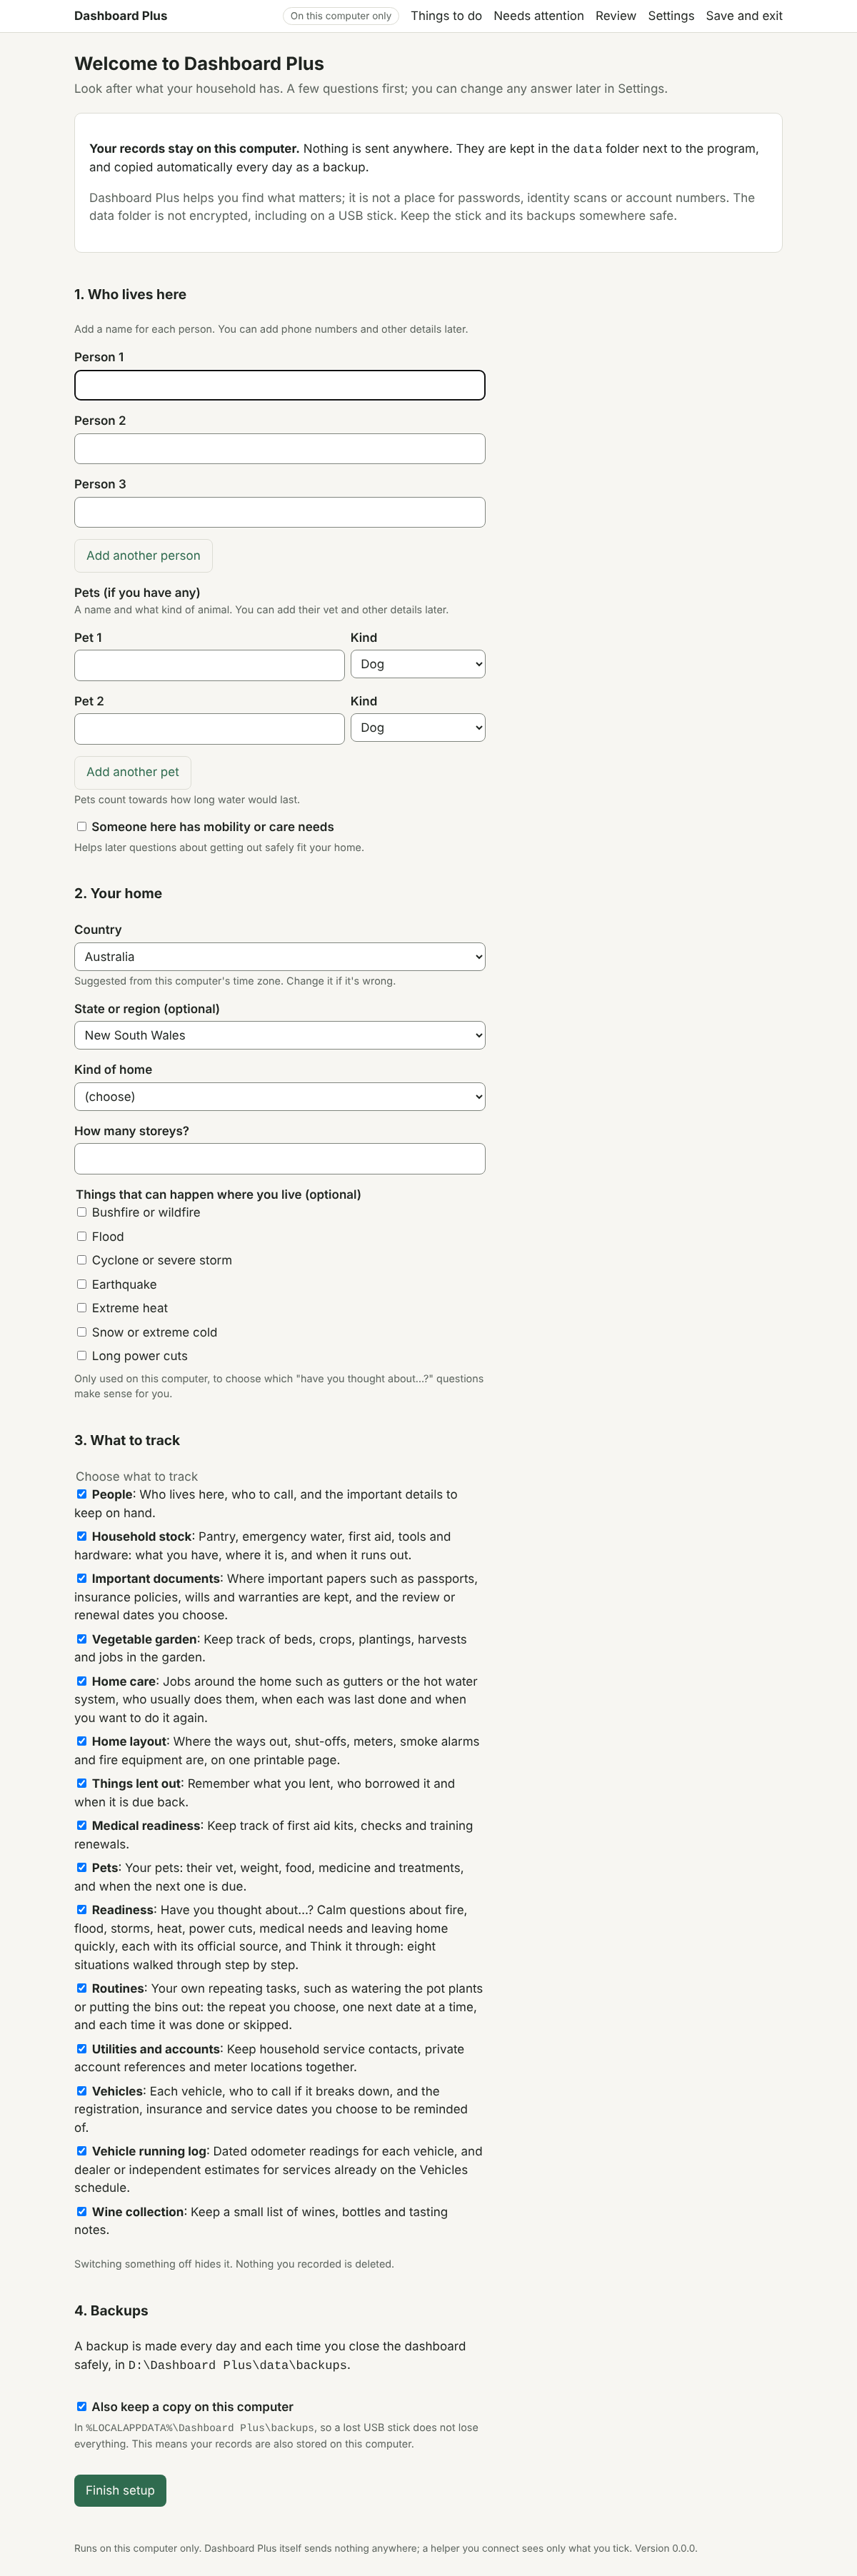 Dashboard Plus
On this computer only
Things to do
Needs attention
Review
Settings
Save and exit
Welcome to Dashboard Plus
Look after what your household has. A few questions first; you can change any answer later in Settings.
Your records stay on this computer. Nothing is sent anywhere. They are kept in the data folder next to the program,
and copied automatically every day as a backup.
Dashboard Plus helps you find what matters; it is not a place for passwords, identity scans or account numbers. The
data folder is not encrypted, including on a USB stick. Keep the stick and its backups somewhere safe.
1. Who lives here
Add a name for each person. You can add phone numbers and other details later.
Person 1
Person 2
Person 3
Add another person
Pets (if you have any)
A name and what kind of animal. You can add their vet and other details later.
Pet 1
Kind
Dog
Pet 2
Kind
Dog
Add another pet
Pets count towards how long water would last.
Someone here has mobility or care needs
Helps later questions about getting out safely fit your home.
2. Your home
Country
Australia
Suggested from this computer's time zone. Change it if it's wrong.
State or region (optional)
New South Wales
Kind of home
(choose)
How many storeys?
Things that can happen where you live (optional)
Bushfire or wildfire
Flood
Cyclone or severe storm
Earthquake
Extreme heat
Snow or extreme cold
Long power cuts
Only used on this computer, to choose which "have you thought about...?" questions
make sense for you.
3. What to track
Choose what to track
People: Who lives here, who to call, and the important details to
keep on hand.
Household stock: Pantry, emergency water, first aid, tools and
hardware: what you have, where it is, and when it runs out.
Important documents: Where important papers such as passports,
insurance policies, wills and warranties are kept, and the review or
renewal dates you choose.
Vegetable garden: Keep track of beds, crops, plantings, harvests
and jobs in the garden.
Home care: Jobs around the home such as gutters or the hot water
system, who usually does them, when each was last done and when
you want to do it again.
Home layout: Where the ways out, shut-offs, meters, smoke alarms
and fire equipment are, on one printable page.
Things lent out: Remember what you lent, who borrowed it and
when it is due back.
Medical readiness: Keep track of first aid kits, checks and training
renewals.
Pets: Your pets: their vet, weight, food, medicine and treatments,
and when the next one is due.
Readiness: Have you thought about...? Calm questions about fire,
flood, storms, heat, power cuts, medical needs and leaving home
quickly, each with its official source, and Think it through: eight
situations walked through step by step.
Routines: Your own repeating tasks, such as watering the pot plants
or putting the bins out: the repeat you choose, one next date at a time,
and each time it was done or skipped.
Utilities and accounts: Keep household service contacts, private
account references and meter locations together.
Vehicles: Each vehicle, who to call if it breaks down, and the
registration, insurance and service dates you choose to be reminded
of.
Vehicle running log: Dated odometer readings for each vehicle, and
dealer or independent estimates for services already on the Vehicles
schedule.
Wine collection: Keep a small list of wines, bottles and tasting
notes.
Switching something off hides it. Nothing you recorded is deleted.
4. Backups
A backup is made every day and each time you close the dashboard
safely, in D:\Dashboard Plus\data\backups.
Also keep a copy on this computer
In %LOCALAPPDATA%\Dashboard Plus\backups, so a lost USB stick does not lose
everything. This means your records are also stored on this computer.
Finish setup
Runs on this computer only. Dashboard Plus itself sends nothing anywhere; a helper you connect sees only what you tick. Version 0.0.0.